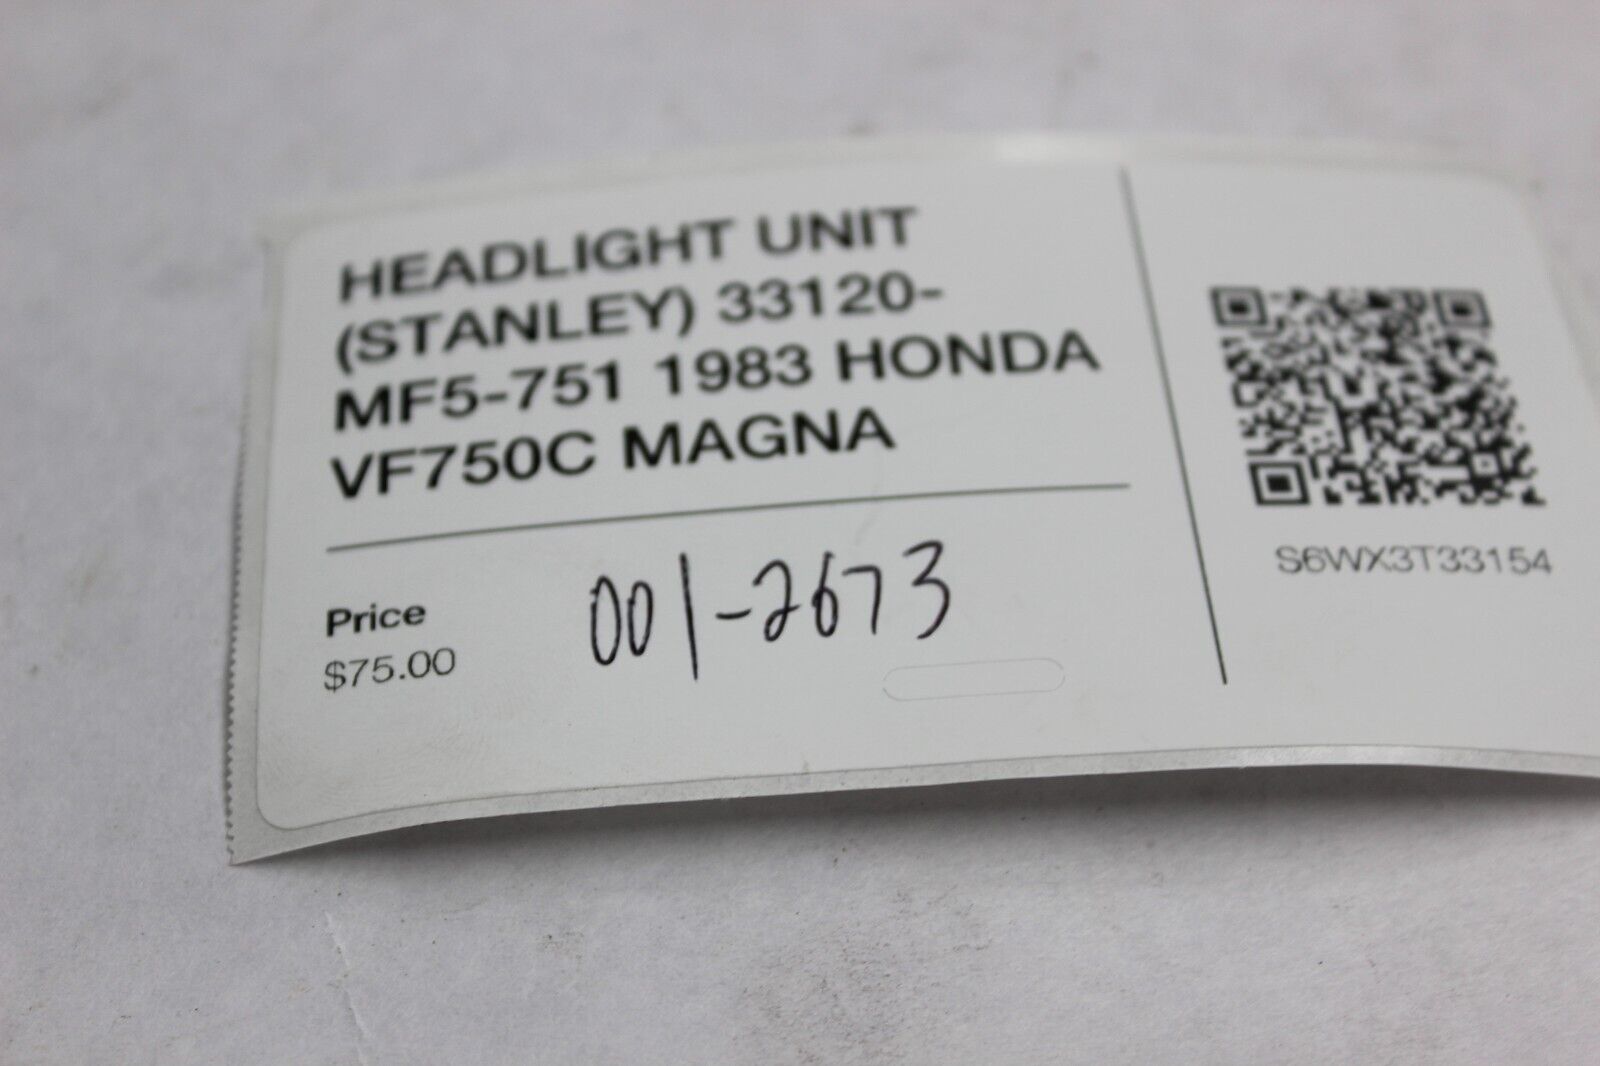 HEADLIGHT UNIT
(STANLEY) 33120-
MF5-751 1983 HONDA
VF750C MAGNA
Price
$75.00
001-2673
S6WX3T33154